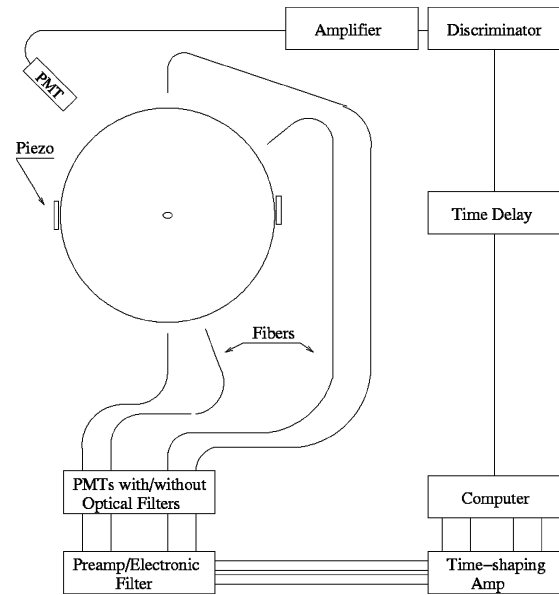 Amplifier
Discriminator
PMT
Piezo
Time Delay
Fibers
PMTs with/without
Optical Filters
Computer
Preamp/Electronic
Filter
Time-shaping
Amp